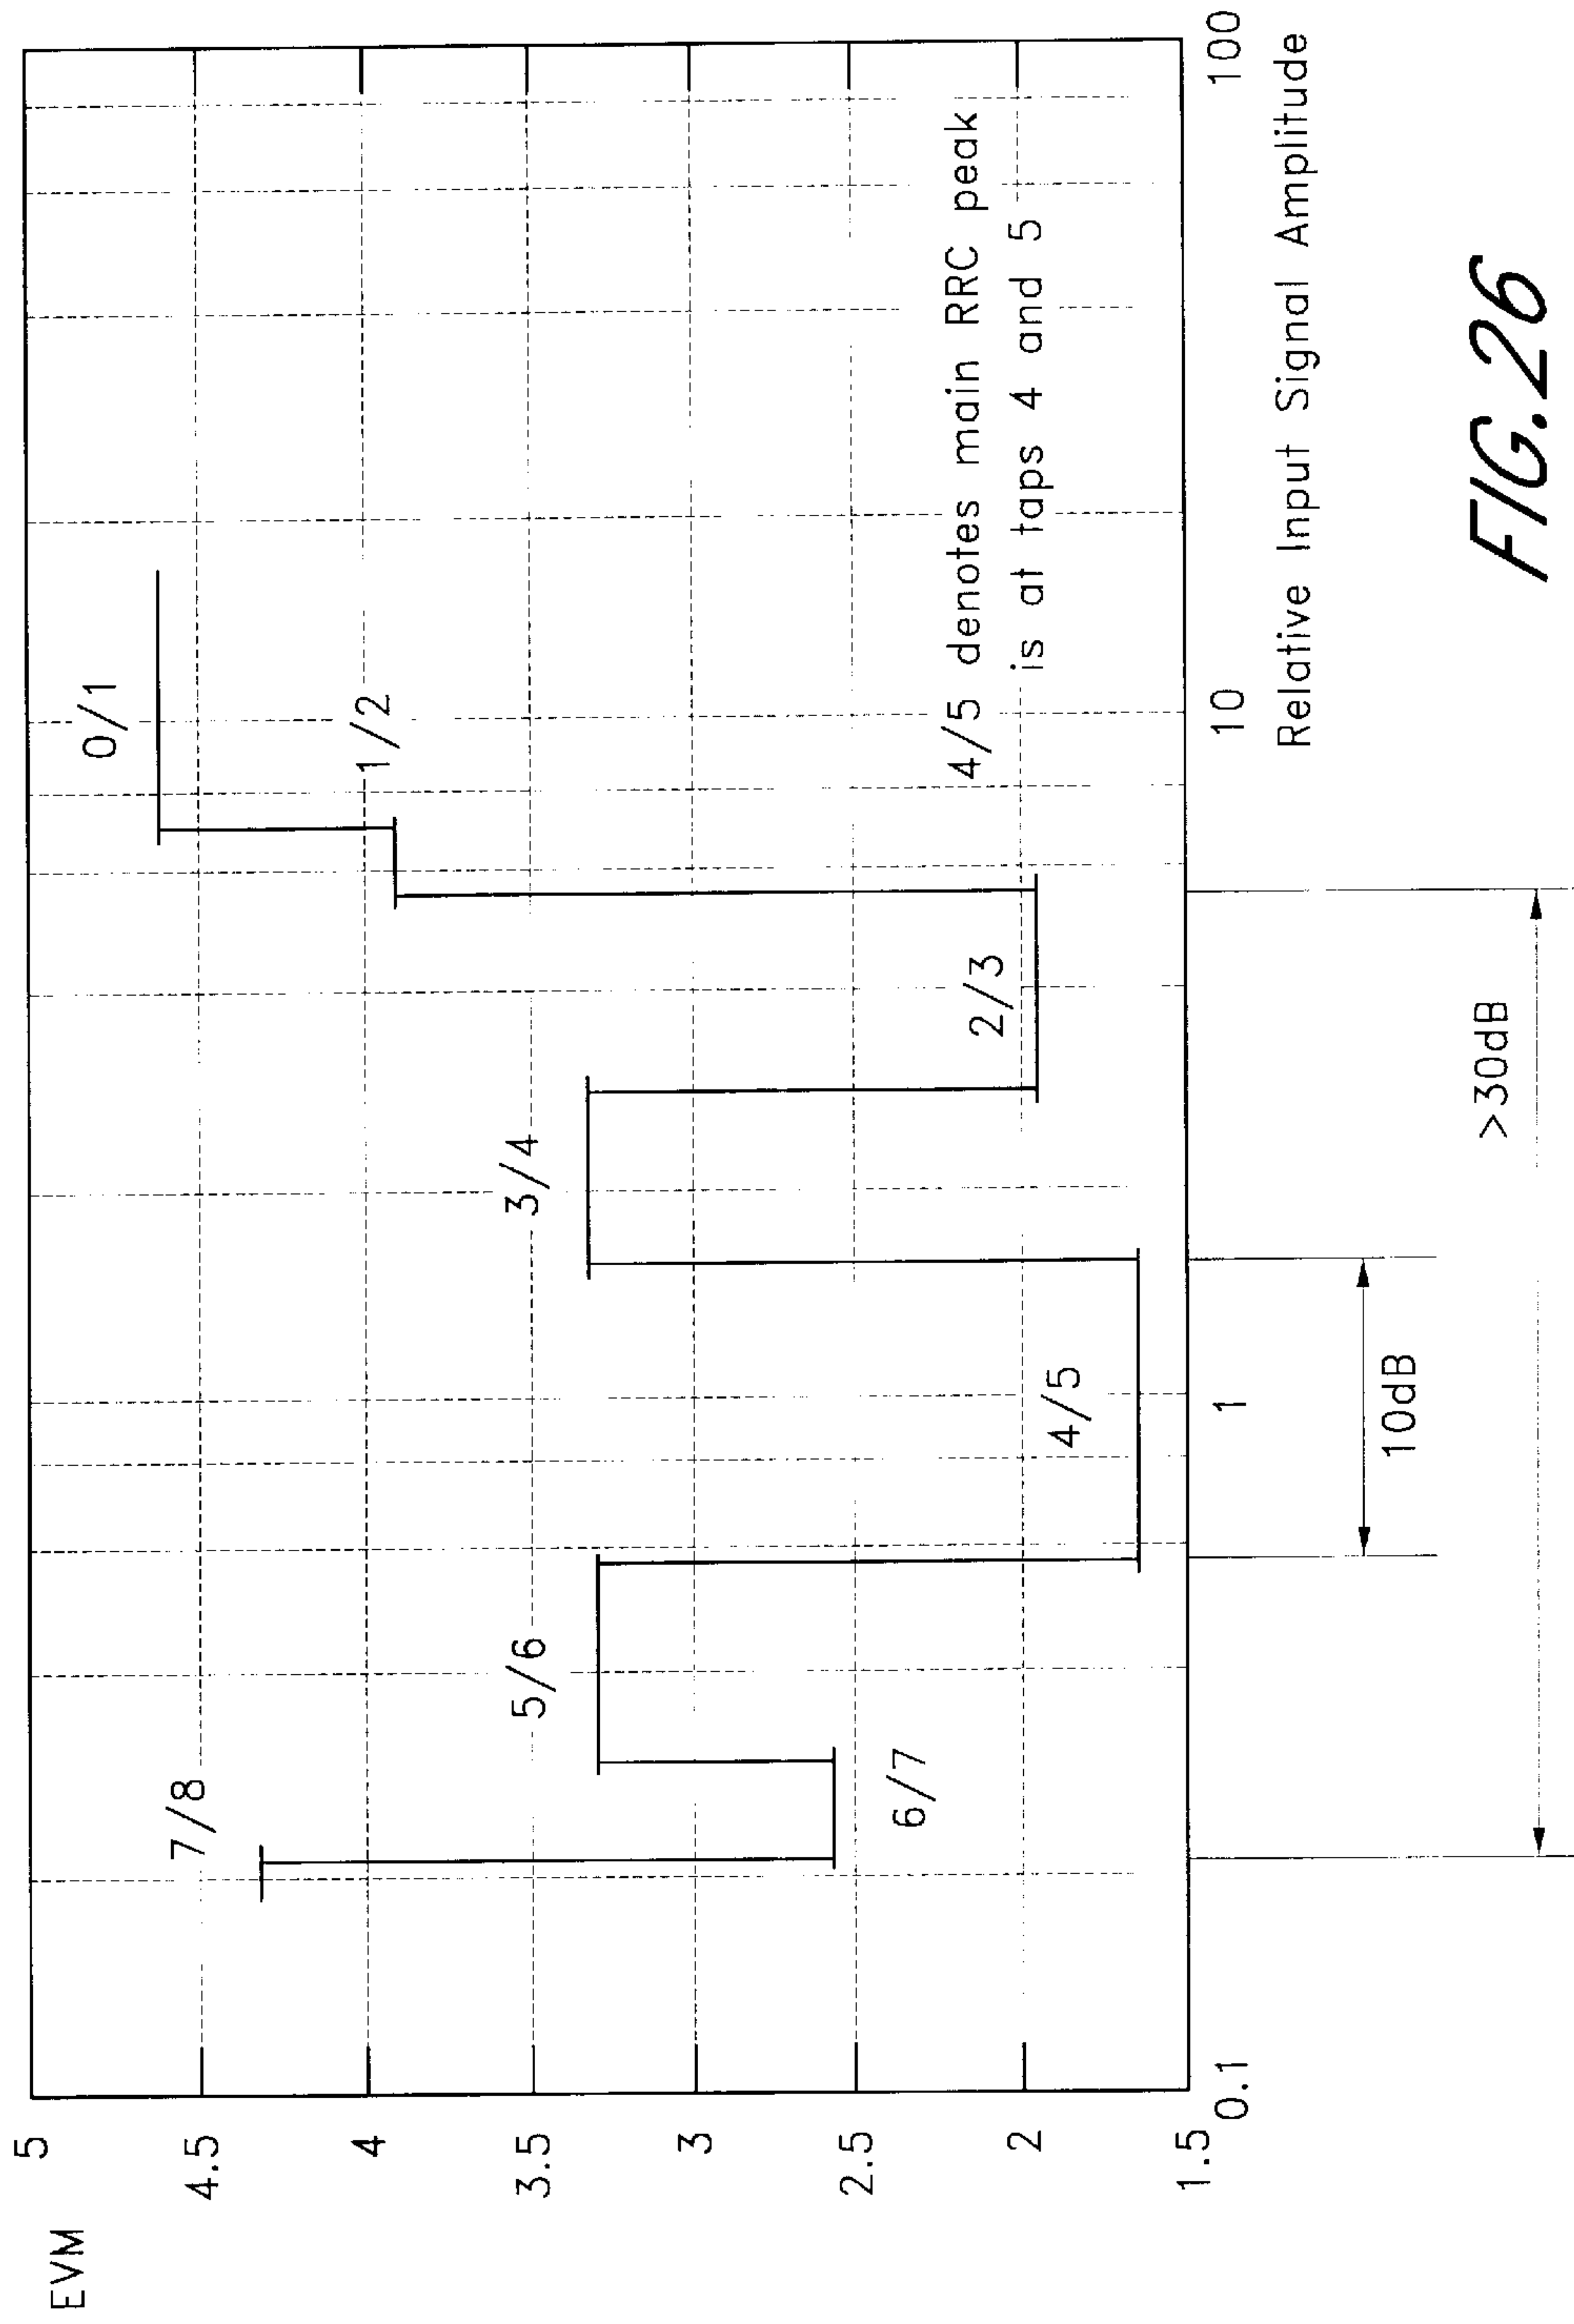 EVM
5
4.5
4
3.5
3
2.5
2
1.5
7/8
6/7
5/6
4/5
3/4
2/3
1/2
0/1
4/5 denotes main RRC peak
is at taps 4 and 5
0.1
1
10
100
Relative Input Signal Amplitude
10dB
>30dB
FIG.26